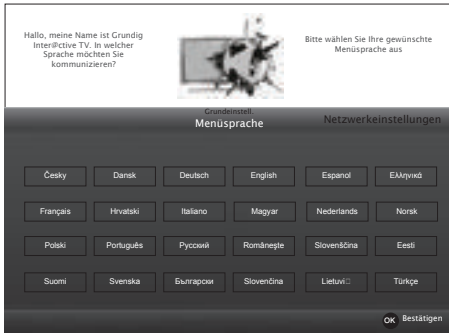 Hallo, meine Name ist Grundig
Inter@ctive TV. In welcher
Sprache möchten Sie
kommunizieren?
Bitte wählen Sie Ihre gewünschte
Menüsprache aus
Grundeinstell.
Menüsprache
Netzwerkeinstellungen
Česky Dansk Deutsch English Espanol Ελληνικά
Français Hrvatski Italiano Magyar Nederlands Norsk
Polski Português Русский Româneşte Slovenščina Eesti
Suomi Svenska Български Slovenčina Türkçe
OK Bestätigen